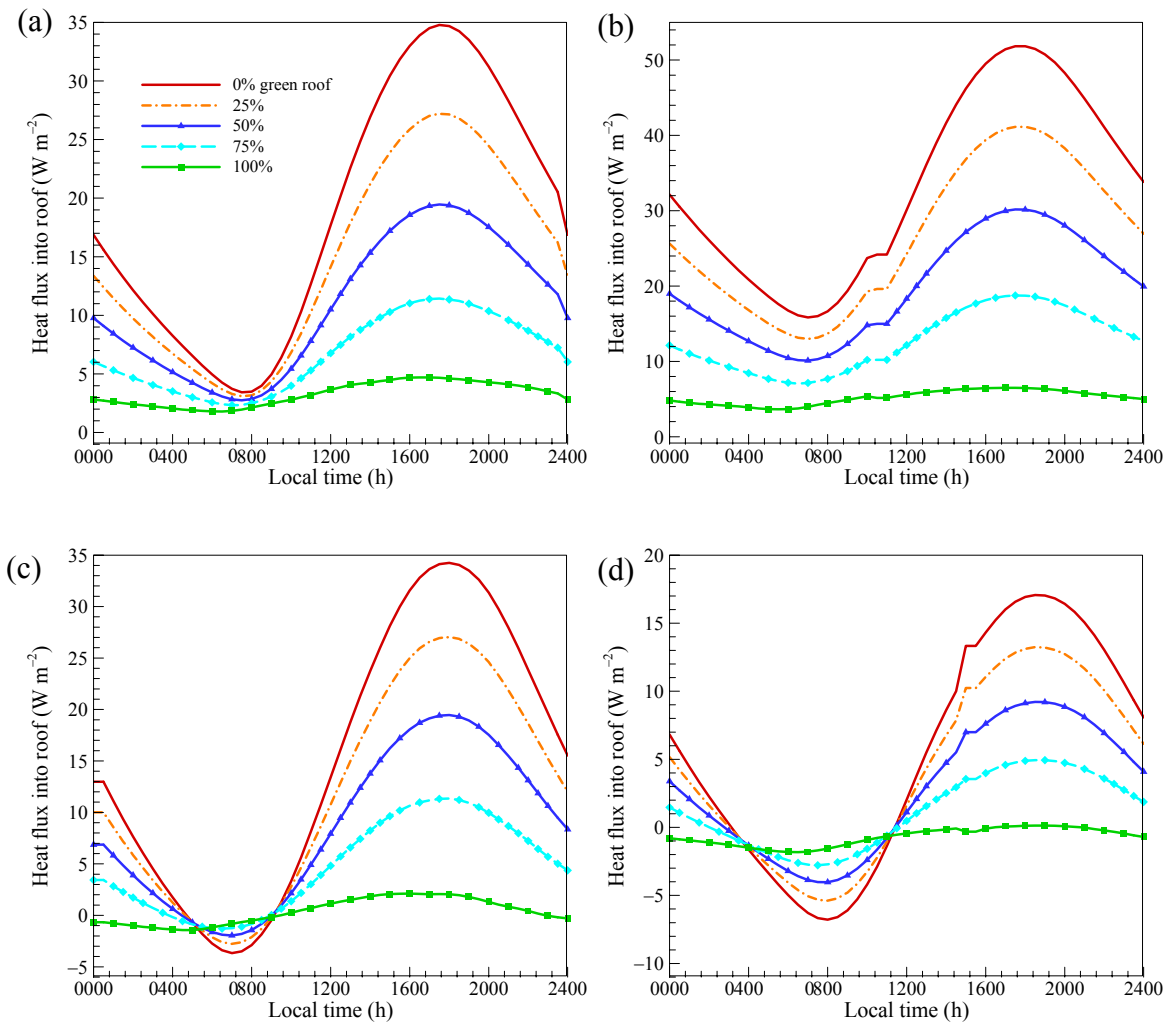 (a)
35
30
25
20
15
10
5
0
Heat flux into roof (W m⁻²)
0% green roof
25%
50%
75%
100%
0000 0400 0800 1200 1600 2000 2400
Local time (h)
(b)
50
40
30
20
10
0
Heat flux into roof (W m⁻²)
0000 0400 0800 1200 1600 2000 2400
Local time (h)
(c)
35
30
25
20
15
10
5
0
−5
Heat flux into roof (W m⁻²)
0000 0400 0800 1200 1600 2000 2400
Local time (h)
(d)
20
15
10
5
0
−5
−10
Heat flux into roof (W m⁻²)
0000 0400 0800 1200 1600 2000 2400
Local time (h)